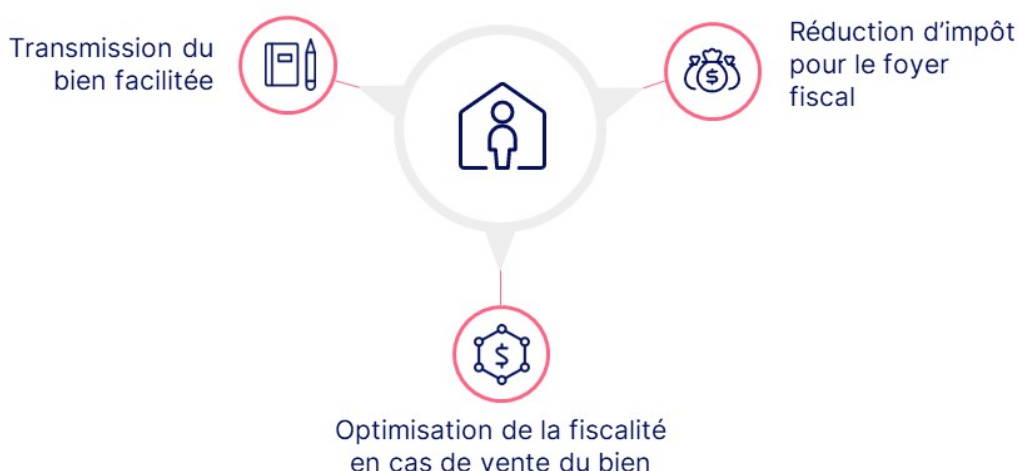 Transmission du
bien facilitée
Réduction d’impôt
pour le foyer
fiscal
$
$
Optimisation de la fiscalité
en cas de vente du bien